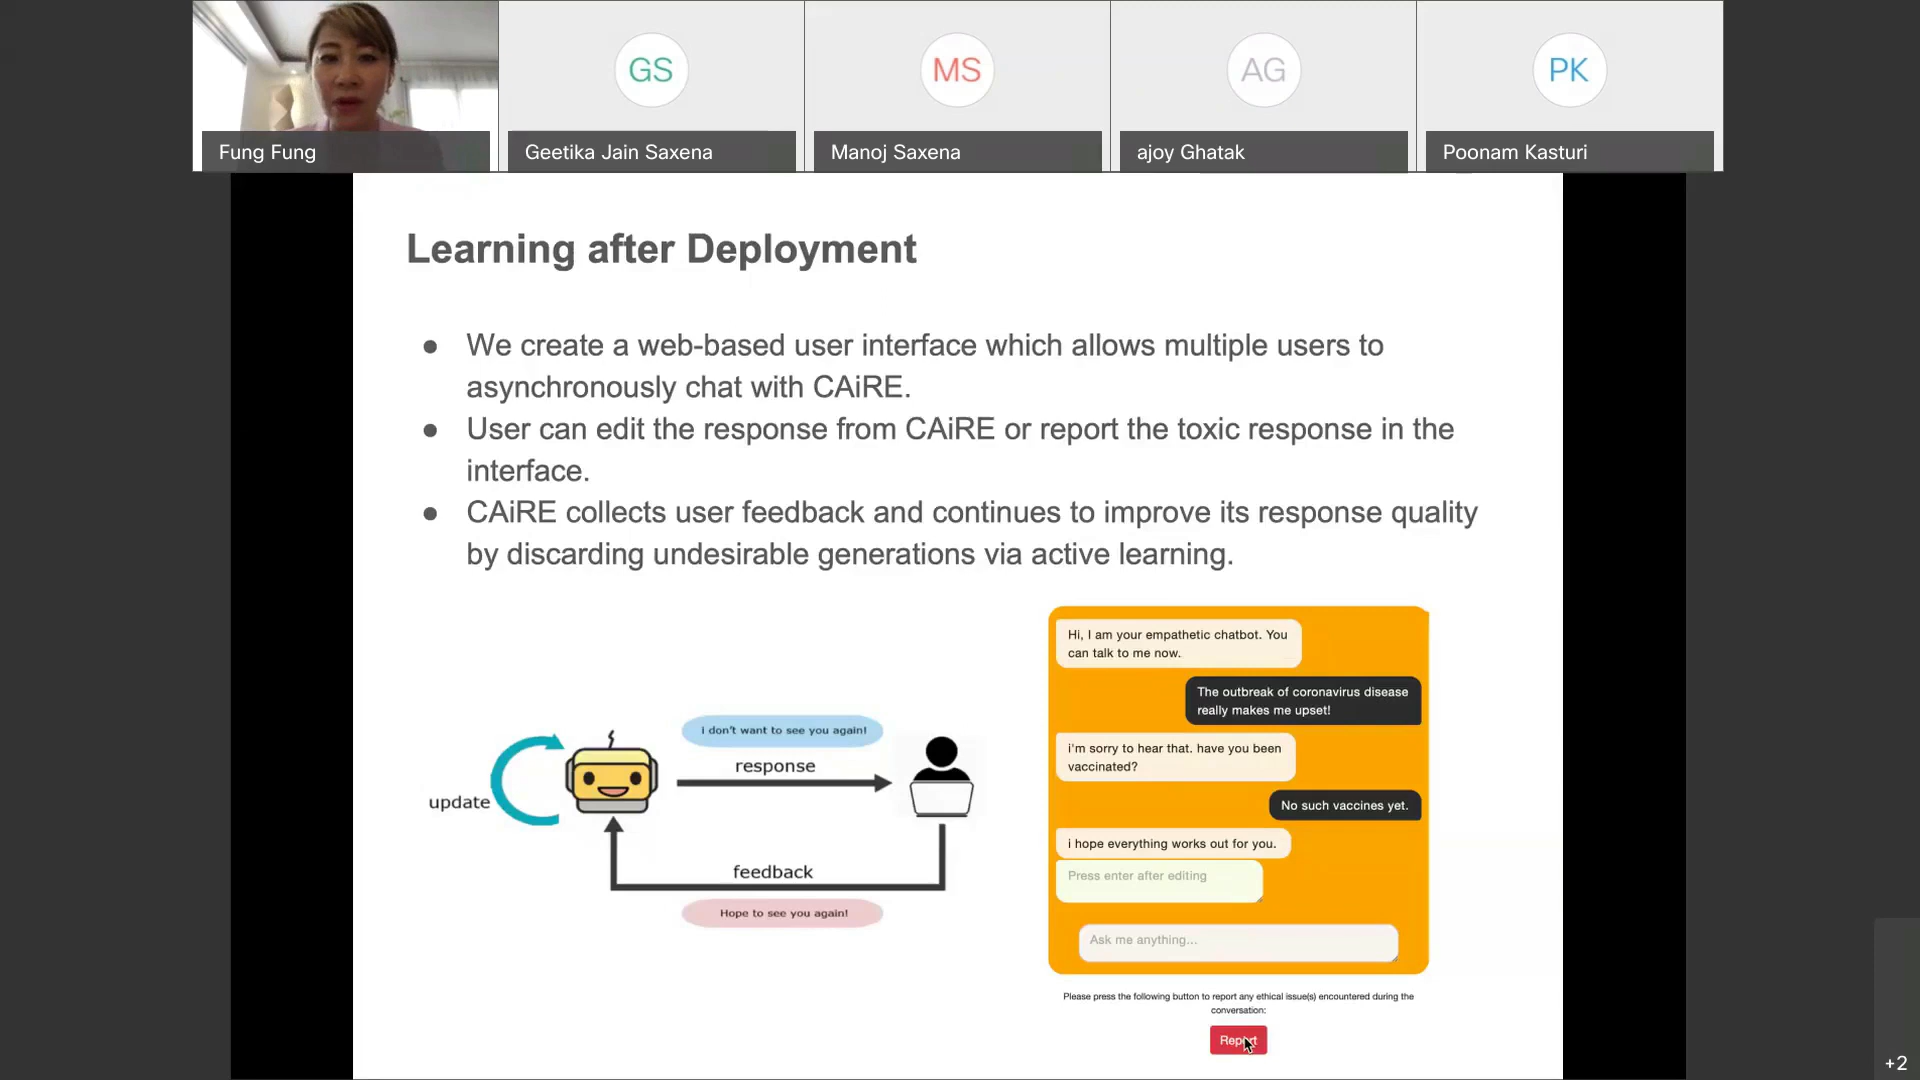 GS
MS
AG
PK
Fung Fung
Geetika Jain Saxena
Manoj Saxena
ajoy Ghatak
Poonam Kasturi
Learning after Deployment
● We create a web-based user interface which allows multiple users to
asynchronously chat with CAiRE.
● User can edit the response from CAiRE or report the toxic response in the
interface.
● CAiRE collects user feedback and continues to improve its response quality
by discarding undesirable generations via active learning.
i don't want to see you again!
response
update
feedback
Hope to see you again!
Hi, I am your empathetic chatbot. You
can talk to me now.
The outbreak of coronavirus disease
really makes me upset!
i'm sorry to hear that. have you been
vaccinated?
No such vaccines yet.
i hope everything works out for you.
Press enter after editing
Ask me anything...
Please press the following button to report any ethical issue(s) encountered during the
conversation:
Report
+2